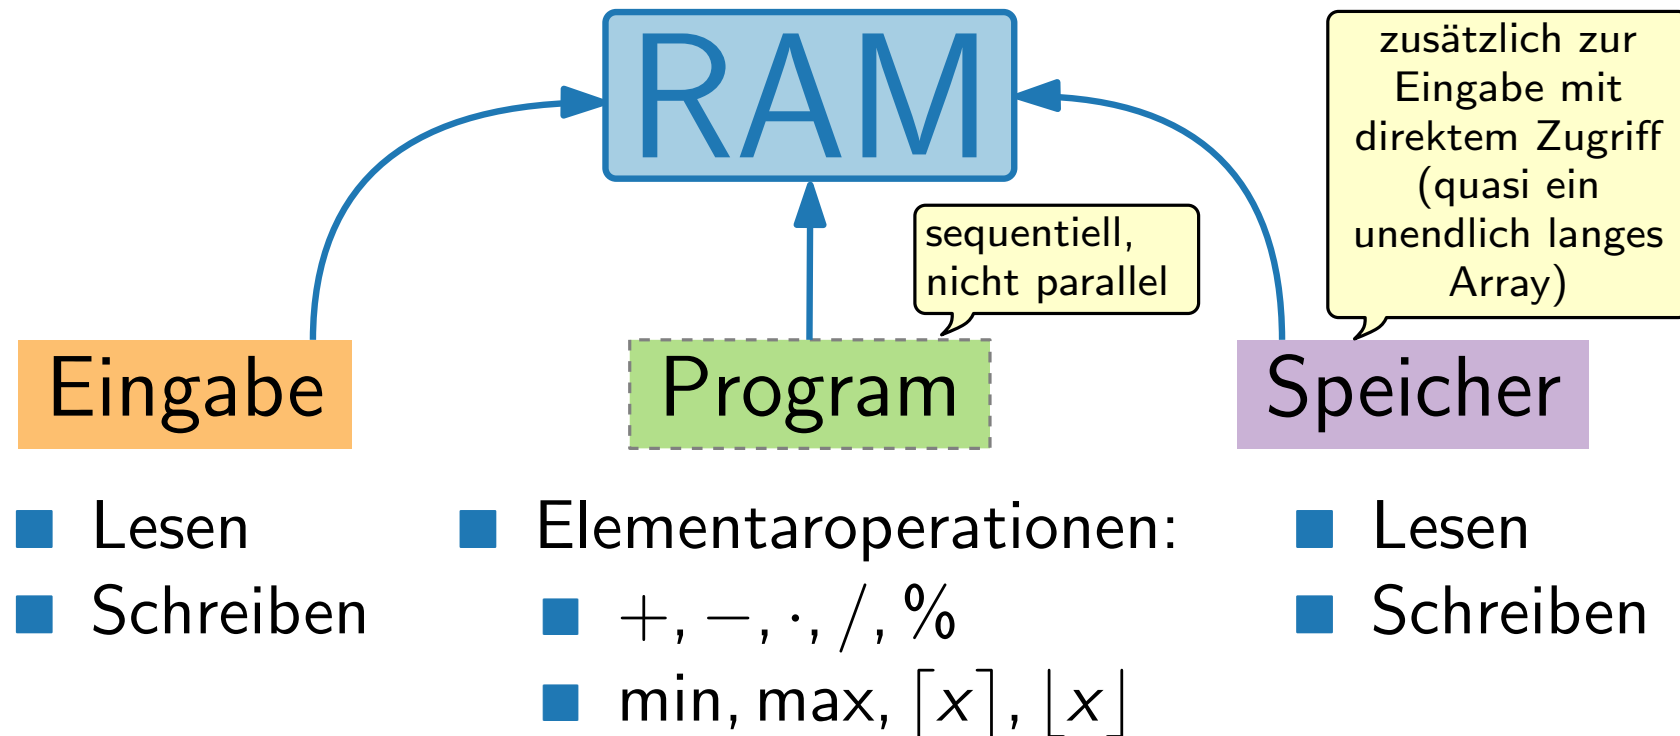 RAM
zusätzlich zur
Eingabe mit
direktem Zugriff
(quasi ein
unendlich langes
Array)
sequentiell,
nicht parallel
Eingabe
Program
Speicher
Lesen
Schreiben
Elementaroperationen:
+, −, ·, /, %
min, max, ⌈x⌉, ⌊x⌋
Lesen
Schreiben